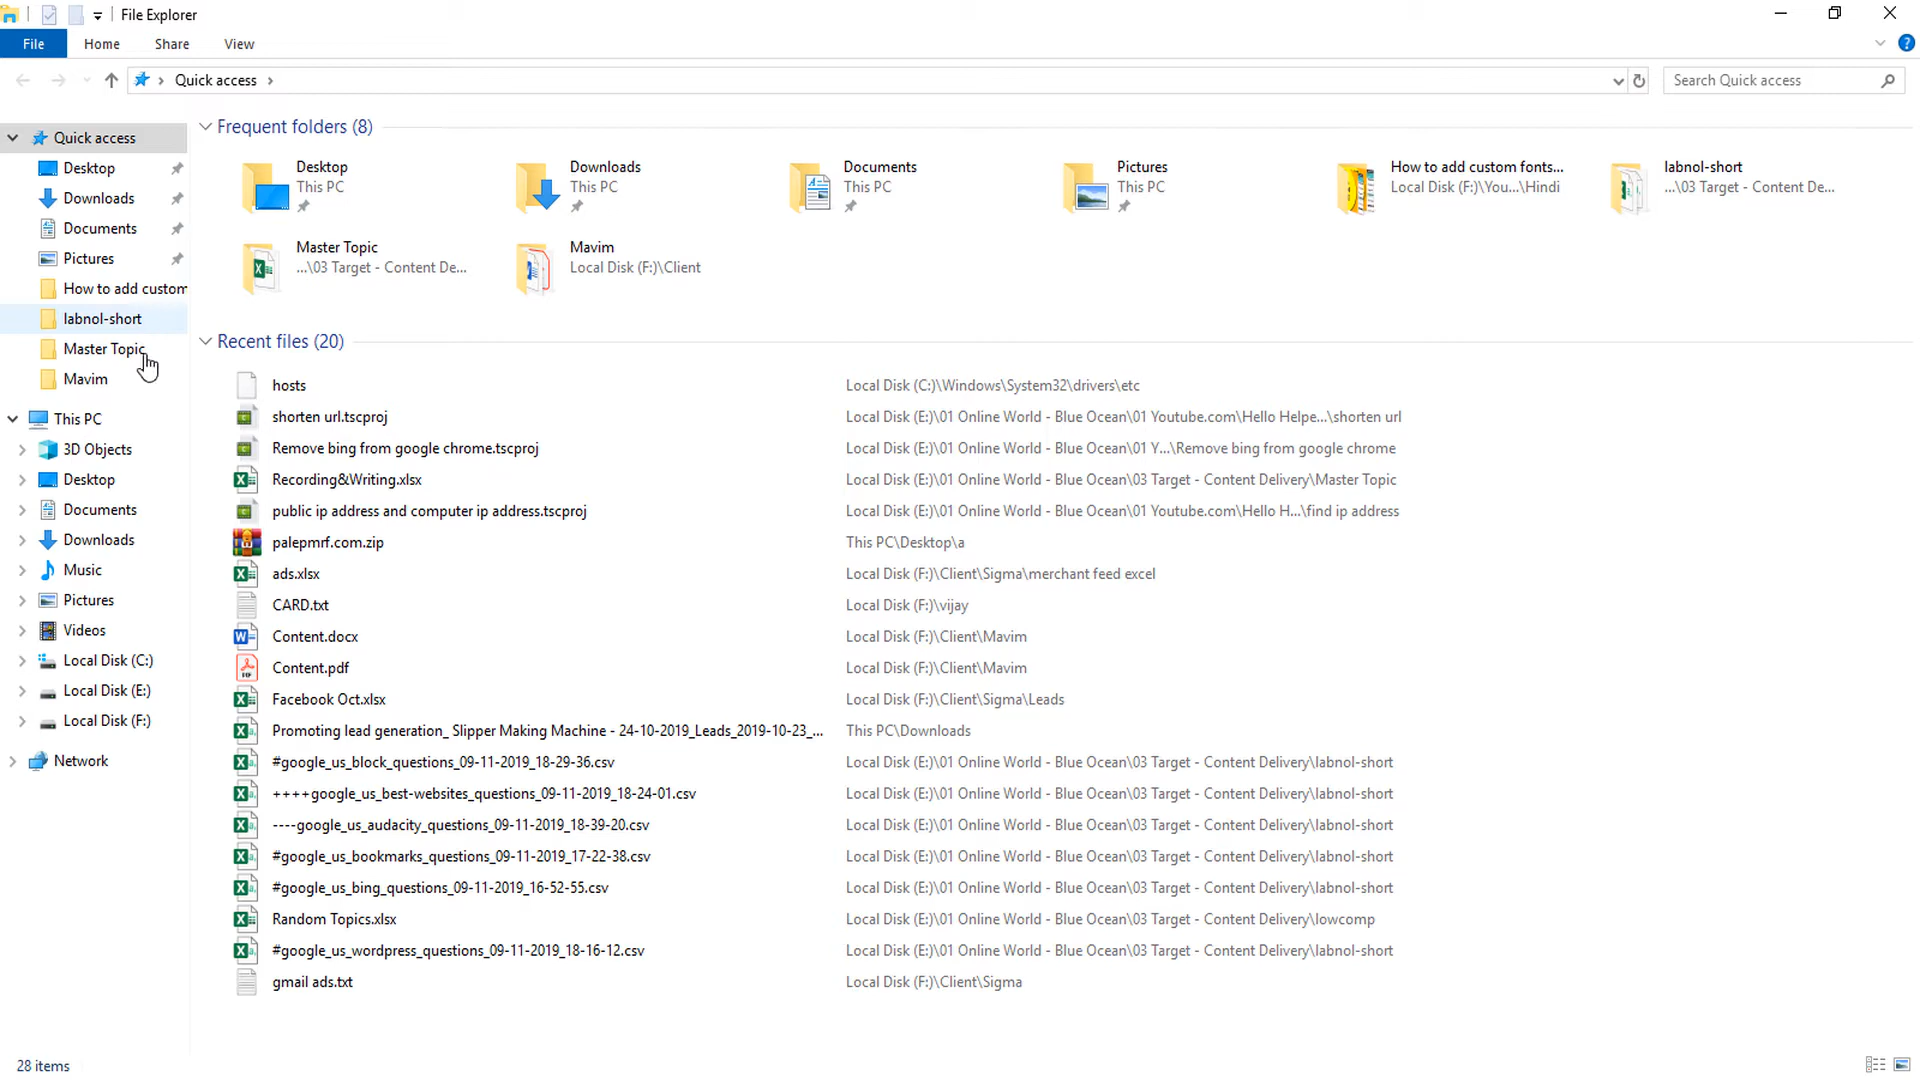 File Explorer
File Home Share View
Quick access
Search Quick access
Quick access
Desktop
Downloads
Documents
Pictures
How to add custom
labnol-short
Master Topic
Mavim
This PC
3D Objects
Desktop
Documents
Downloads
Music
Pictures
Videos
Local Disk (C:)
Local Disk (E:)
Local Disk (F:)
Network
Frequent folders (8)
Desktop
This PC
Downloads
This PC
Documents
This PC
Pictures
This PC
How to add custom fonts...
Local Disk (F:)\You...\Hindi
labnol-short
...\03 Target - Content De...
Master Topic
...\03 Target - Content De...
Mavim
Local Disk (F:)\Client
Recent files (20)
hosts Local Disk (C:)\Windows\System32\drivers\etc
shorten url.tscproj Local Disk (E:)\01 Online World - Blue Ocean\01 Youtube.com\Hello Helpe...\shorten url
Remove bing from google chrome.tscproj Local Disk (E:)\01 Online World - Blue Ocean\01 Y...\Remove bing from google chrome
Recording&Writing.xlsx Local Disk (E:)\01 Online World - Blue Ocean\03 Target - Content Delivery\Master Topic
public ip address and computer ip address.tscproj Local Disk (E:)\01 Online World - Blue Ocean\01 Youtube.com\Hello H...\find ip address
palepmrf.com.zip This PC\Desktop\a
ads.xlsx Local Disk (F:)\Client\Sigma\merchant feed excel
CARD.txt Local Disk (F:)\vijay
Content.docx Local Disk (F:)\Client\Mavim
Content.pdf Local Disk (F:)\Client\Mavim
Facebook Oct.xlsx Local Disk (F:)\Client\Sigma\Leads
Promoting lead generation_ Slipper Making Machine - 24-10-2019_Leads_2019-10-23_... This PC\Downloads
#google_us_block_questions_09-11-2019_18-29-36.csv Local Disk (E:)\01 Online World - Blue Ocean\03 Target - Content Delivery\labnol-short
++++google_us_best-websites_questions_09-11-2019_18-24-01.csv Local Disk (E:)\01 Online World - Blue Ocean\03 Target - Content Delivery\labnol-short
----google_us_audacity_questions_09-11-2019_18-39-20.csv Local Disk (E:)\01 Online World - Blue Ocean\03 Target - Content Delivery\labnol-short
#google_us_bookmarks_questions_09-11-2019_17-22-38.csv Local Disk (E:)\01 Online World - Blue Ocean\03 Target - Content Delivery\labnol-short
#google_us_bing_questions_09-11-2019_16-52-55.csv Local Disk (E:)\01 Online World - Blue Ocean\03 Target - Content Delivery\labnol-short
Random Topics.xlsx Local Disk (E:)\01 Online World - Blue Ocean\03 Target - Content Delivery\lowcomp
#google_us_wordpress_questions_09-11-2019_18-16-12.csv Local Disk (E:)\01 Online World - Blue Ocean\03 Target - Content Delivery\labnol-short
gmail ads.txt Local Disk (F:)\Client\Sigma
28 items